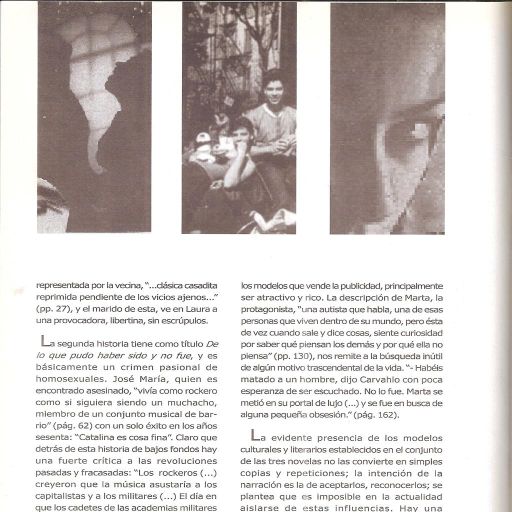 representada por la vecina, “...clásica casadita
reprimida pendiente de los vicios ajenos...”
(pp. 27), y el marido de esta, ve en Laura a
una provocadora, libertina, sin escrúpulos.
La segunda historia tiene como título De
lo que pudo haber sido y no fue, y es
básicamente un crimen pasional de
homosexuales. José María, quien es
encontrado asesinado, “vivía como rockero
como si siguiera siendo un muchacho,
miembro de un conjunto musical de bar-
rio” (pág. 62) con un solo éxito en los años
sesenta: “Catalina es cosa fina”. Claro que
detrás de esta historia de bajos fondos hay
una fuerte crítica a las revoluciones
pasadas y fracasadas: “Los rockeros (...)
creyeron que la música asustaría a los
capitalistas y a los militares (...) El día en
que los cadetes de las academias militares
los modelos que vende la publicidad, principalmente
ser atractivo y rico. La descripción de Marta, la
protagonista, “una autista que habla, una de esas
personas que viven dentro de su mundo, pero ésta
de vez cuando sale y dice cosas, siente curiosidad
por saber qué piensan los demás y por qué ella no
piensa” (pp. 130), nos remite a la búsqueda inútil
de algún motivo trascendental de la vida. “- Habéis
matado a un hombre, dijo Carvahlo con poca
esperanza de ser escuchado. No lo fue. Marta se
metió en su portal de lujo (...) y se fue en busca de
alguna pequeña obsesión.” (pág. 162).
La evidente presencia de los modelos
culturales y literarios establecidos en el conjunto
de las tres novelas no las convierte en simples
copias y repeticiones; la intención de la
narración es la de aceptarlos, reconocerlos; se
plantea que es imposible en la actualidad
aislarse de estas influencias. Hay una